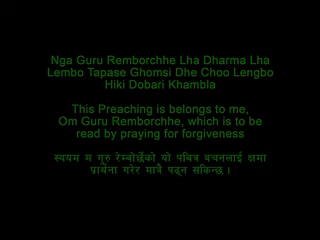 Nga Guru Remborchhe Lha Dharma Lha
Lembo Tapase Ghomsi Dhe Choo Lengbo
Hiki Dobari Khambla
This Preaching is belongs to me,
Om Guru Remborchhe, which is to be
read by praying for forgiveness
स्वयम म गुरु रेम्बोर्छेको यो पबित्र बचनलाई क्षमा
प्रार्थना गरेर मात्रै पढ्न सकिन्छ ।